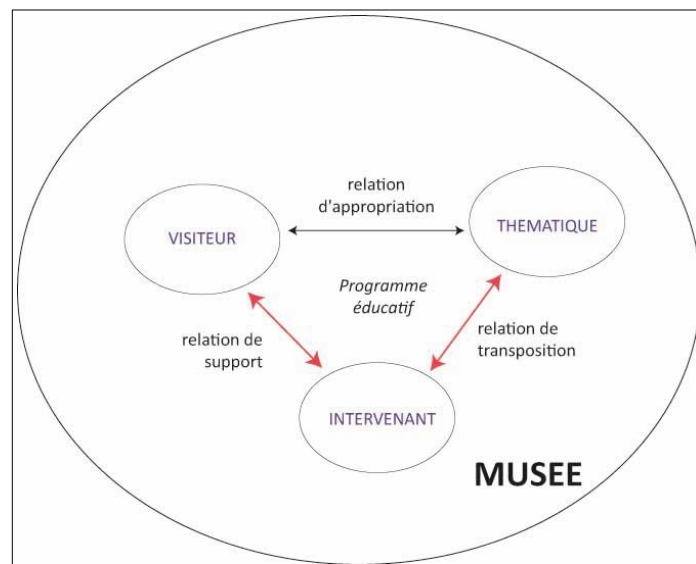 relation
d'appropriation
VISITEUR
THEMATIQUE
Programme
éducatif
relation de
support
relation de
transposition
INTERVENANT
MUSEE